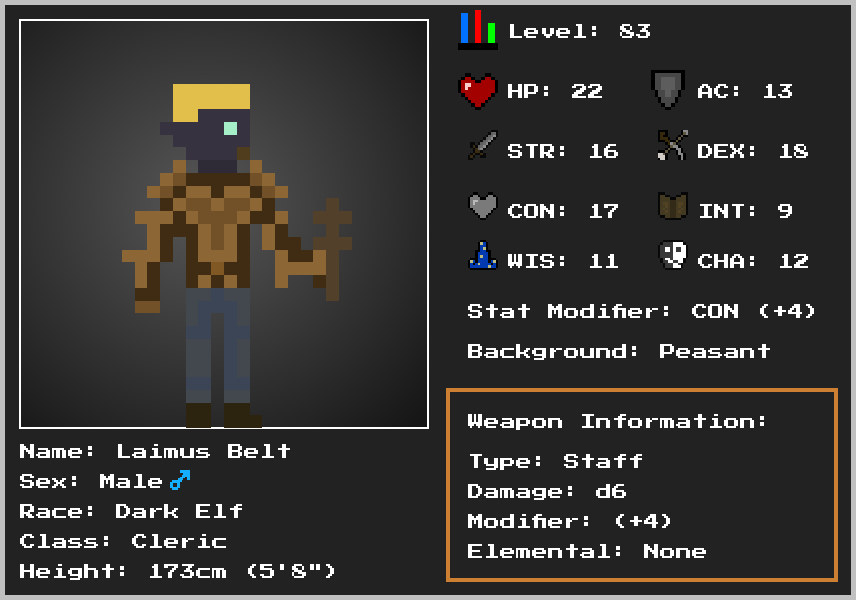 Level: 83
HP: 22
AC: 13
STR: 16
DEX: 18
CON: 17
INT: 9
WIS: 11
CHA: 12
Stat Modifier: CON (+4)
Background: Peasant
Weapon Information:
Type: Staff
Damage: d6
Modifier: (+4)
Elemental: None
Name: Laimus Belt
Sex: Male♂
Race: Dark Elf
Class: Cleric
Height: 173cm (5'8")